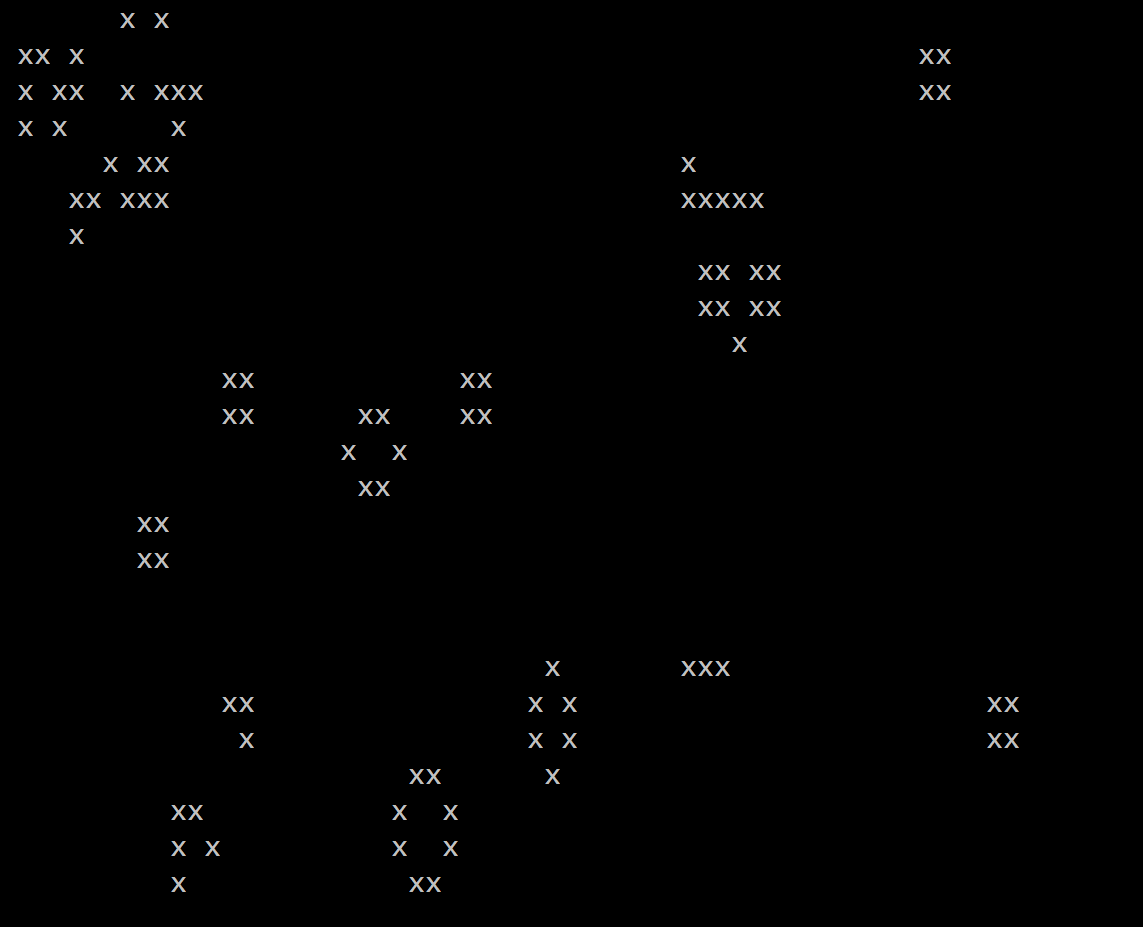 x x
 xx x                                                 xx
 x xx  x xxx                                          xx
 x x      x
      x xx                              x
    xx xxx                              xxxxx
    x
                                         xx xx
                                         xx xx
                                           x
             xx            xx
             xx      xx    xx
                    x  x
                     xx
        xx
        xx


                                x       xxx
             xx                x x                        xx
              x                x x                        xx
                        xx      x
          xx           x  x
          x x          x  x
          x             xx